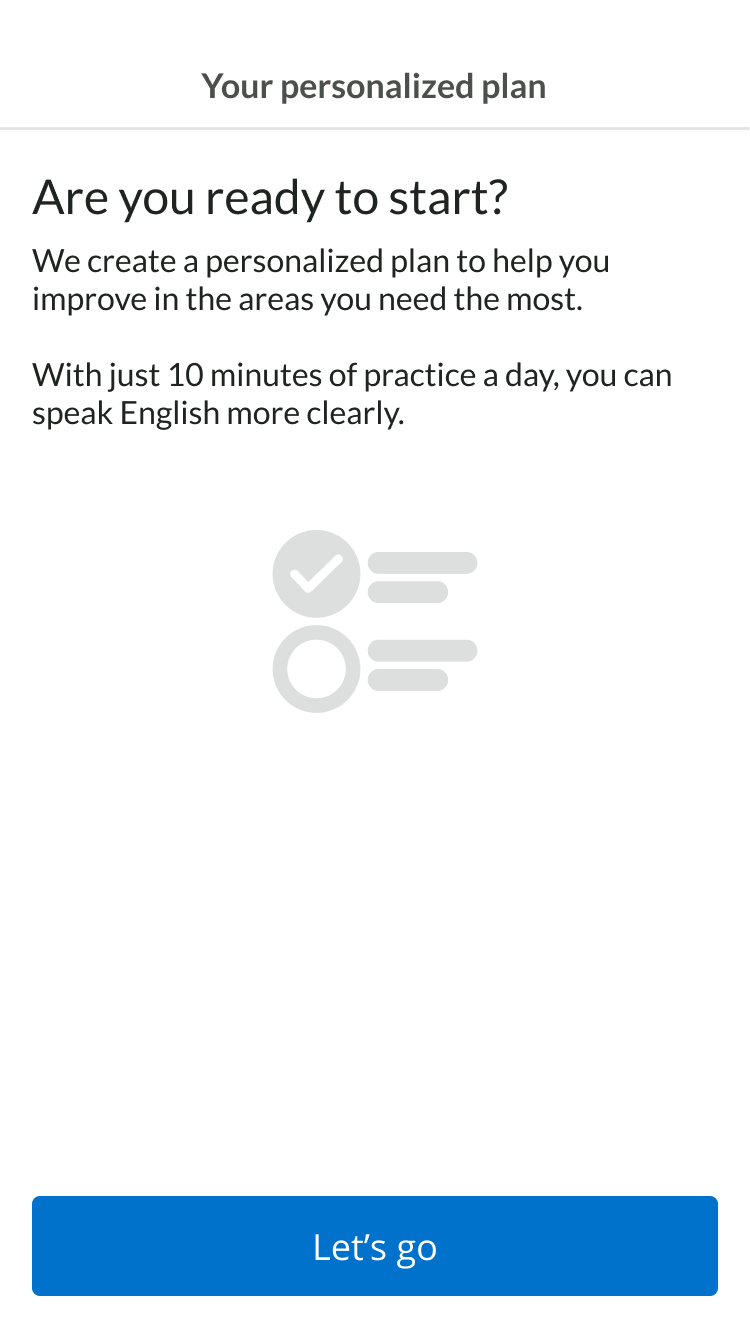 Your personalized plan
Are you ready to start?
We create a personalized plan to help you
improve in the areas you need the most.
With just 10 minutes of practice a day, you can
speak English more clearly.
Let’s go